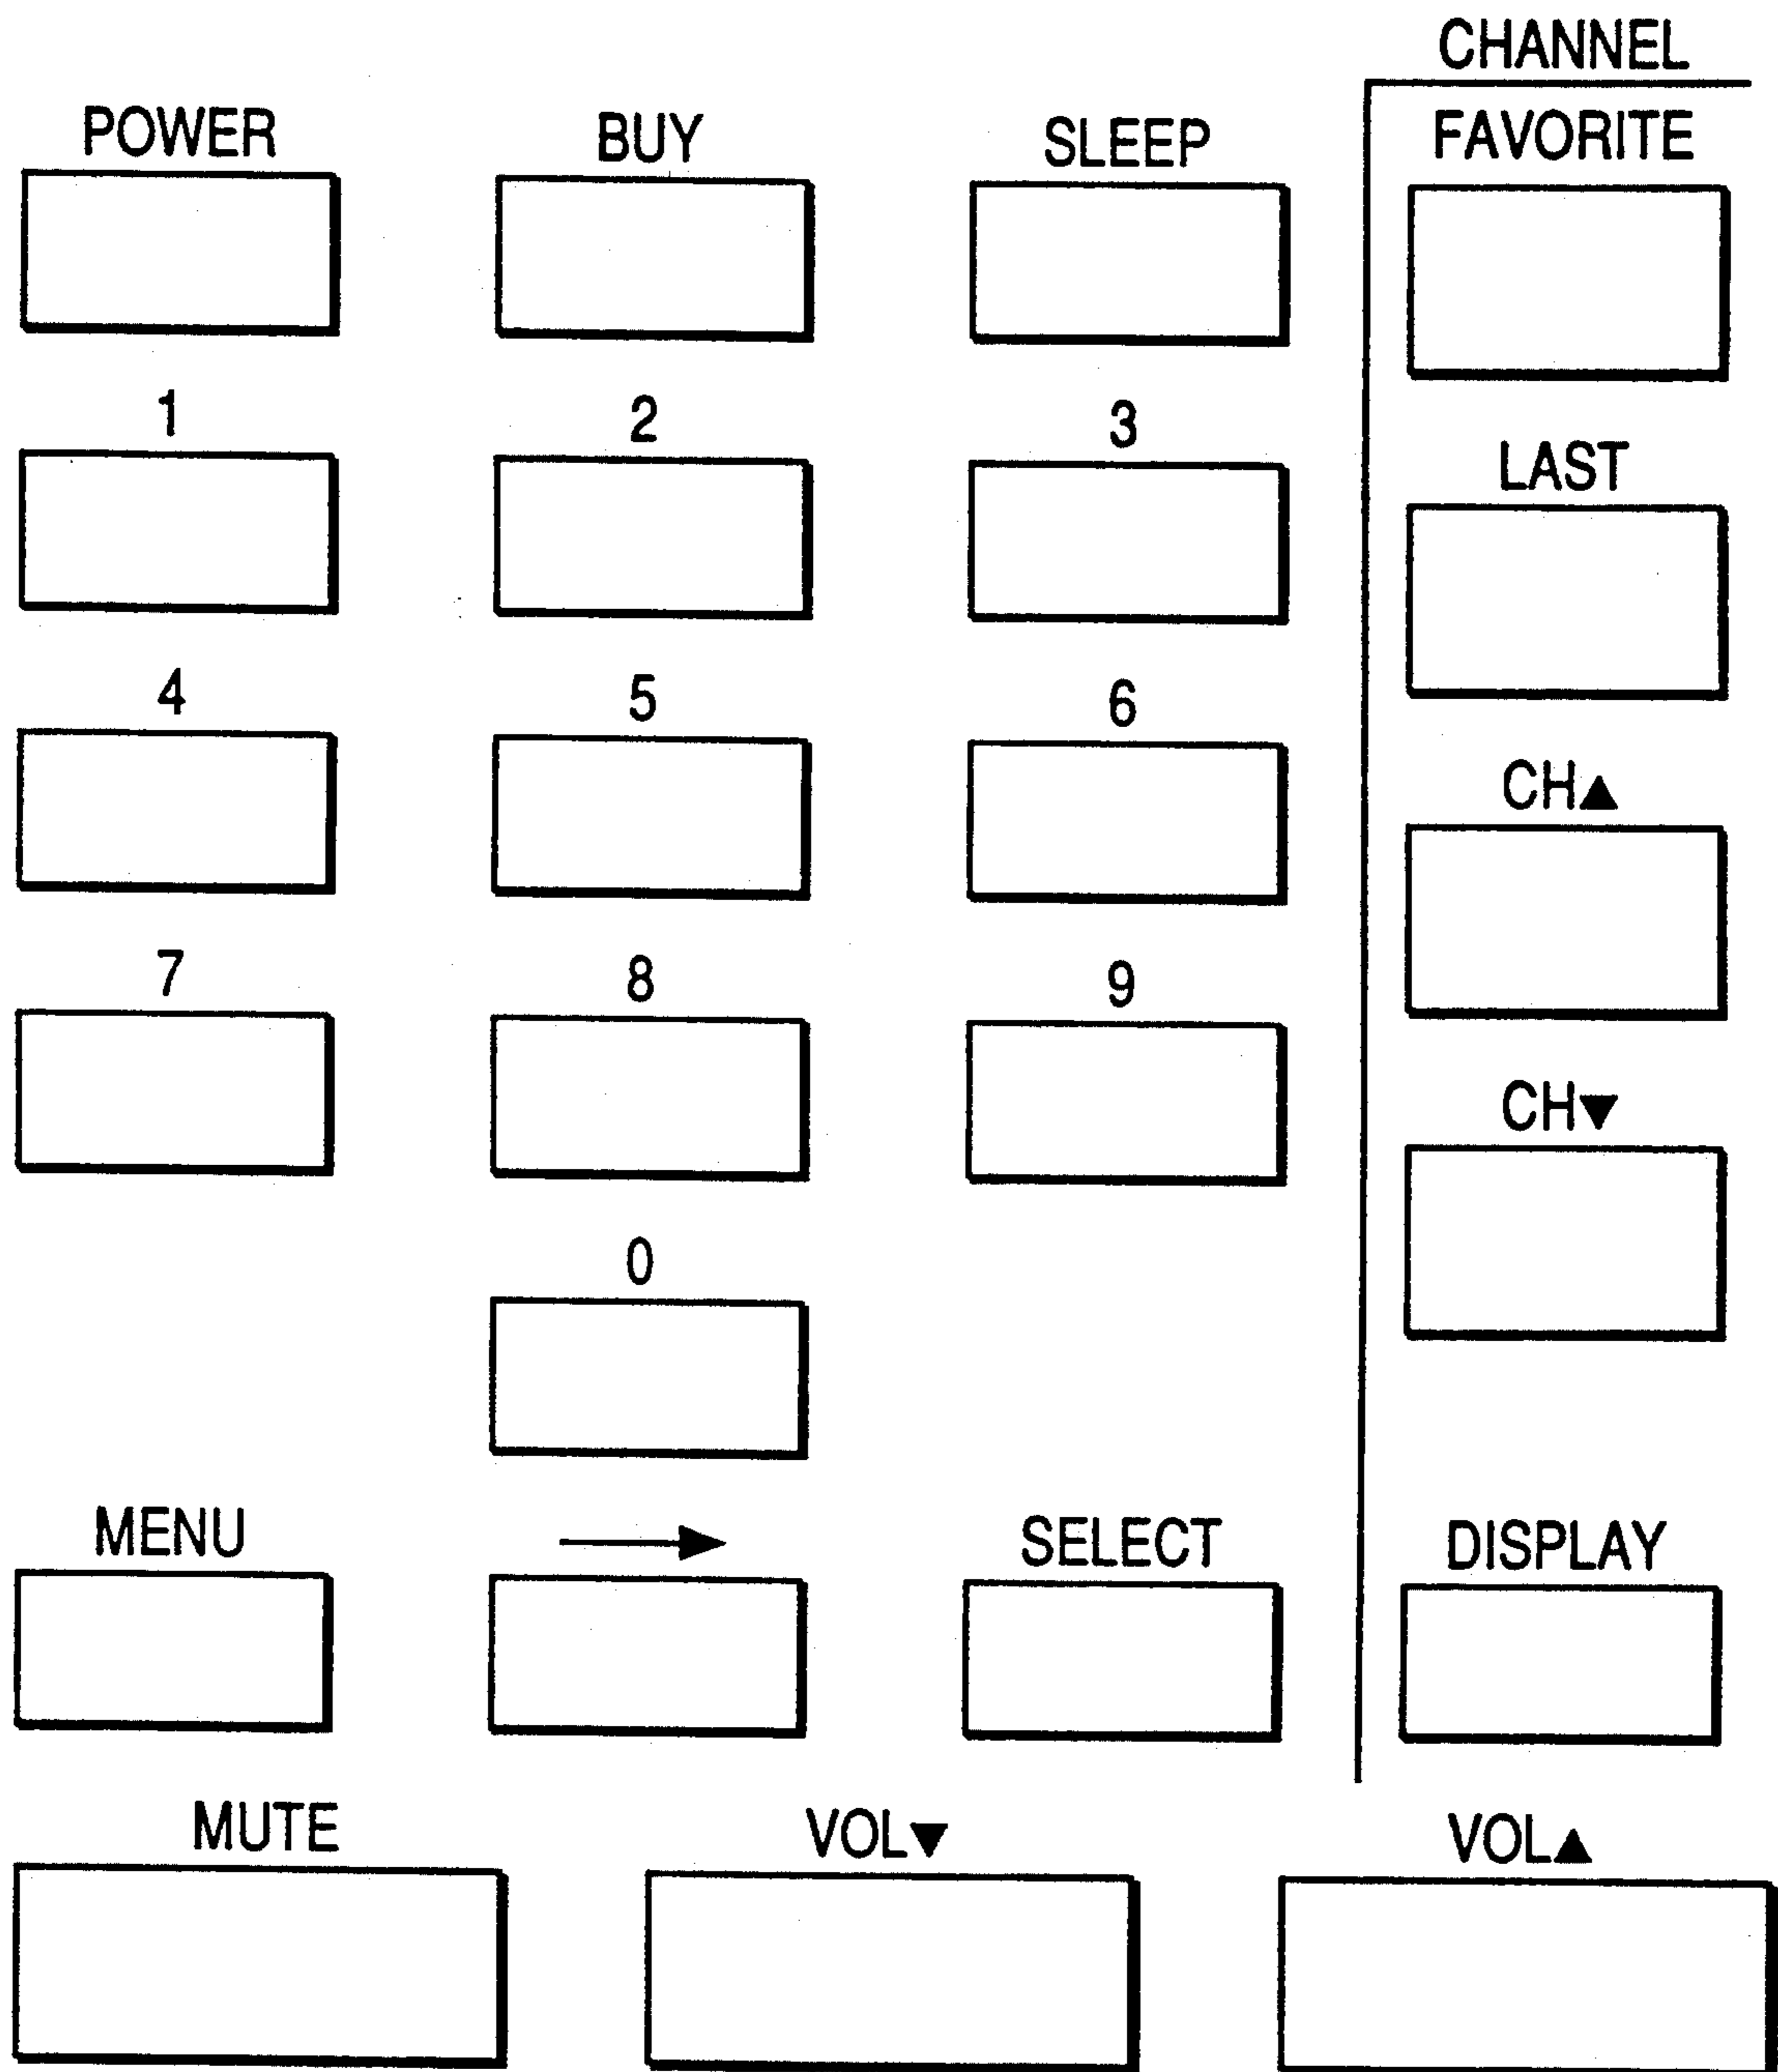 CHANNEL
POWER BUY SLEEP FAVORITE
1 2 3
LAST
4 5 6
CH▲
7 8 9
CH▼
0
MENU → SELECT DISPLAY
MUTE VOL▼ VOL▲